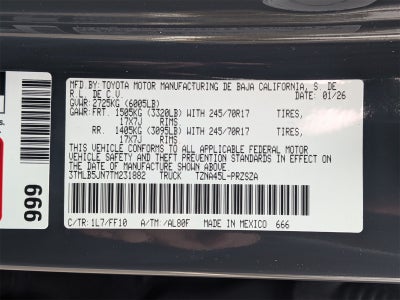 MFD.BY:TOYOTA MOTOR MANUFACTURING DE BAJA CALIFORNIA, S. DE
R.L. DE C.V. DATE: 01/26
GVWR: 2725KG (6005LB)
GAWR: FRT. 1505KG (3320LB) WITH 245/70R17 TIRES,
17X7J RIMS
RR. 1405KG (3095LB) WITH 245/70R17 TIRES,
17X7J RIMS
THIS VEHICLE CONFORMS TO ALL APPLICABLE FEDERAL MOTOR
VEHICLE SAFETY AND THEFT PREVENTION STANDARDS IN EFFECT
ON THE DATE OF MANUFACTURE SHOWN ABOVE.
3TMLB5JN7TM231882 TRUCK TZNA45L-PRZSZA
C/TR: 1L7/FF10 A/TM: /AL80F MADE IN MEXICO 666
999